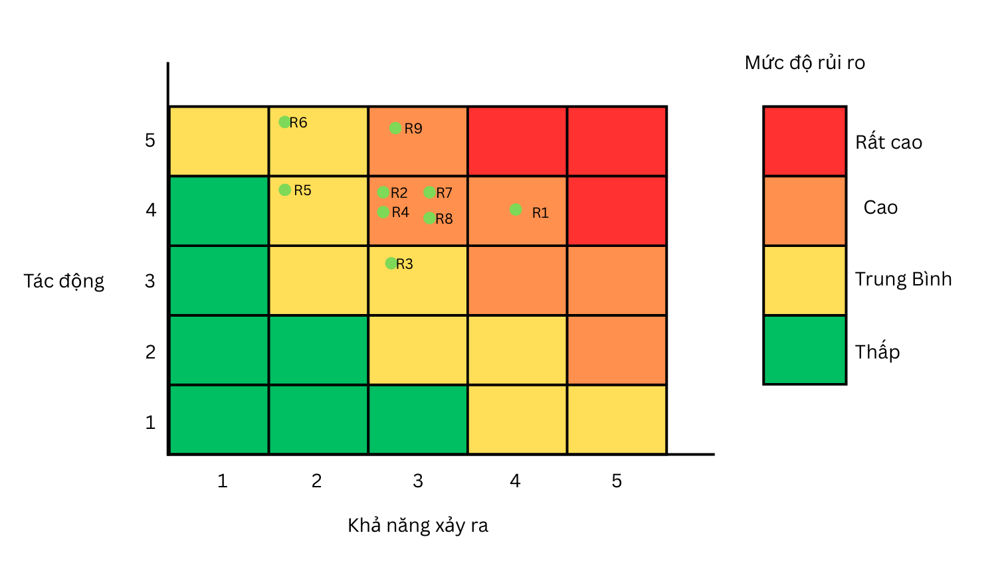 Mức độ rủi ro
5
R6
R9
Rất cao
4
R5
R2
R7
R4
R8
R1
Cao
Tác động
3
R3
Trung Bình
2
Thấp
1
1
2
3
4
5
Khả năng xảy ra